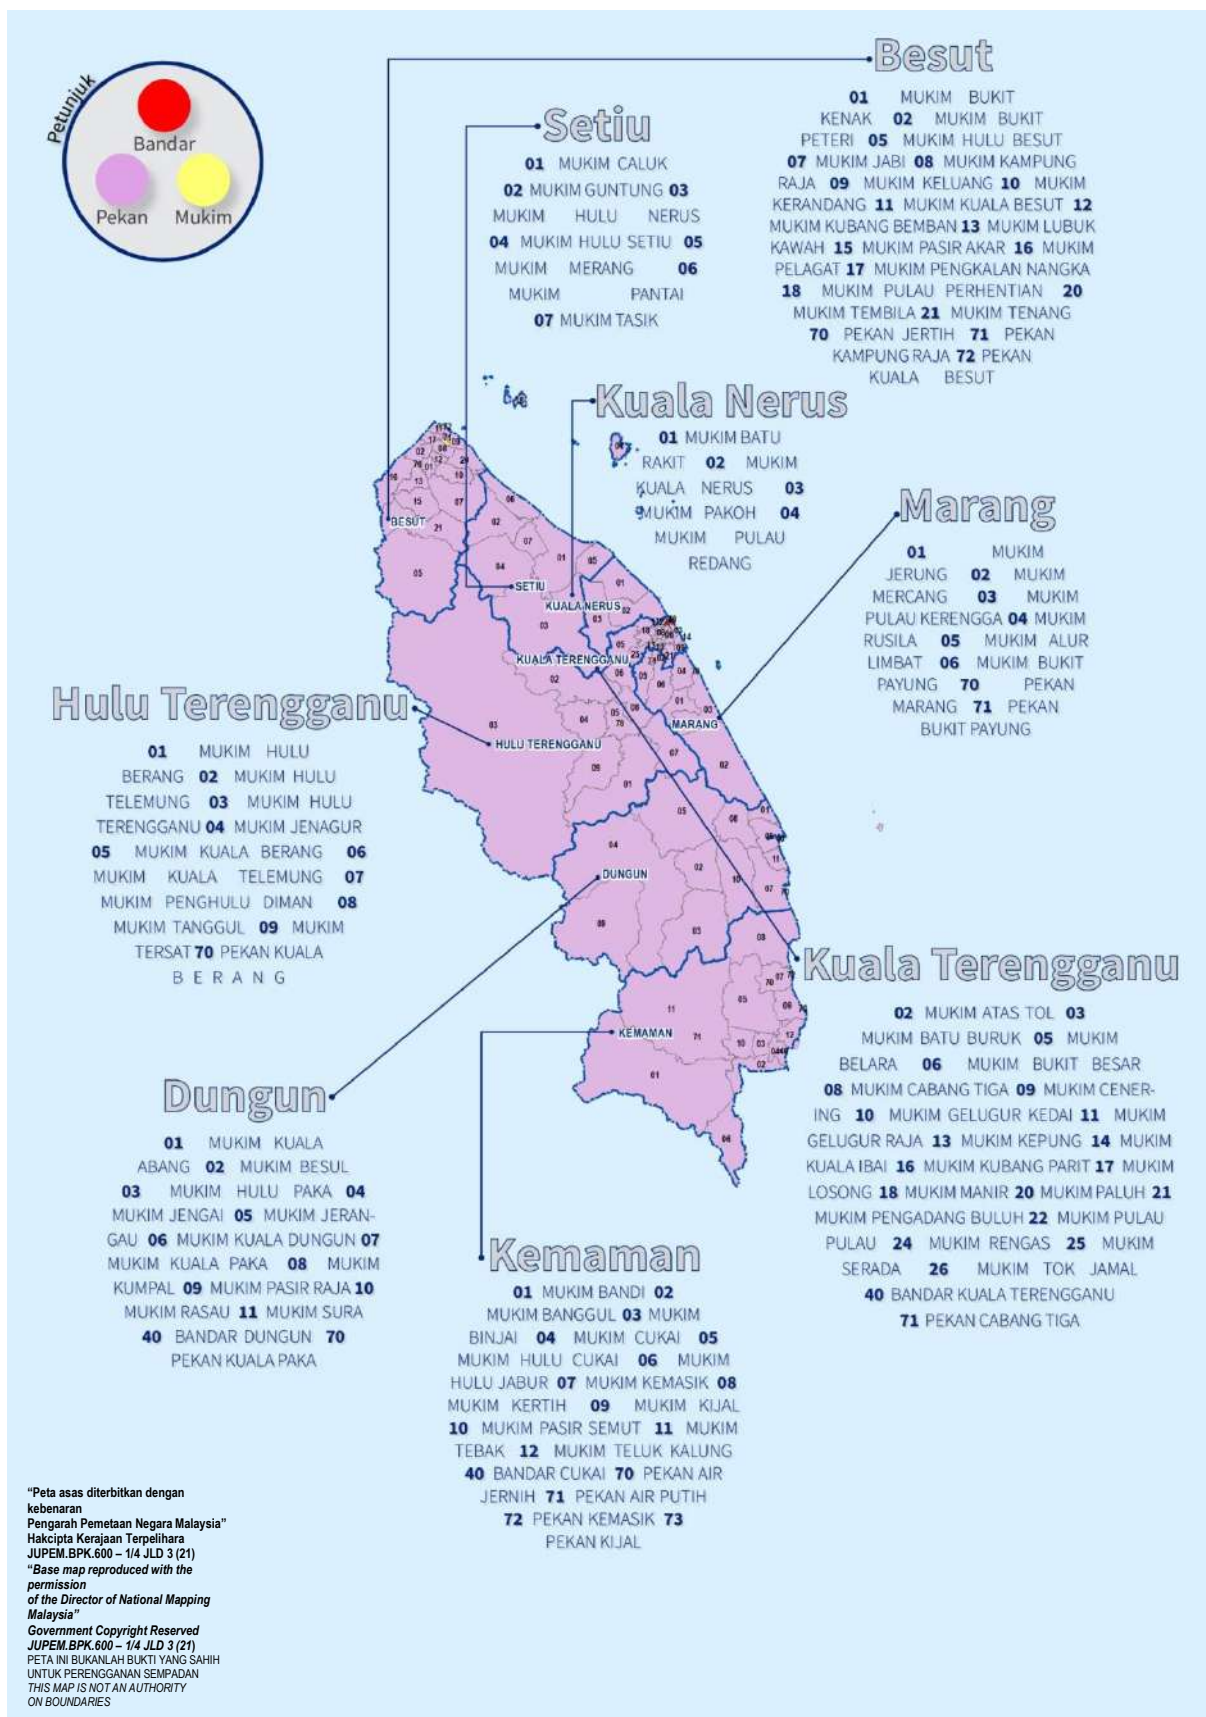 Petunjuk
Bandar
Pekan Mukim
Besut
01 MUKIM BUKIT
KENAK 02 MUKIM BUKIT
PETERI 05 MUKIM HULU BESUT
07 MUKIM JABI 08 MUKIM KAMPUNG
RAJA 09 MUKIM KELUANG 10 MUKIM
KERANDANG 11 MUKIM KUALA BESUT 12
MUKIM KUBANG BEMBAN 13 MUKIM LUBUK
KAWAH 15 MUKIM PASIR AKAR 16 MUKIM
PELAGAT 17 MUKIM PENGKALAN NANGKA
18 MUKIM PULAU PERHENTIAN 20
MUKIM TEMBILA 21 MUKIM TENANG
70 PEKAN JERTIH 71 PEKAN
KAMPUNG RAJA 72 PEKAN
KUALA BESUT
Setiu
01 MUKIM CALUK
02 MUKIM GUNTUNG 03
MUKIM HULU NERUS
04 MUKIM HULU SETIU 05
MUKIM MERANG 06
MUKIM PANTAI
07 MUKIM TASIK
Kuala Nerus
01 MUKIM BATU
RAKIT 02 MUKIM
KUALA NERUS 03
MUKIM PAKOH 04
MUKIM PULAU
REDANG
Marang
01 MUKIM
JERUNG 02 MUKIM
MERCANG 03 MUKIM
PULAU KERENGGA 04 MUKIM
RUSILA 05 MUKIM ALUR
LIMBAT 06 MUKIM BUKIT
PAYUNG 70 PEKAN
MARANG 71 PEKAN
BUKIT PAYUNG
BESUT
SETIU
KUALA NERUS
KUALA TERENGGANU
MARANG
HULU TERENGGANU
DUNGUN
KEMAMAN
Hulu Terengganu
01 MUKIM HULU
BERANG 02 MUKIM HULU
TELEMUNG 03 MUKIM HULU
TERENGGANU 04 MUKIM JENAGUR
05 MUKIM KUALA BERANG 06
MUKIM KUALA TELEMUNG 07
MUKIM PENGHULU DIMAN 08
MUKIM TANGGUL 09 MUKIM
TERSAT 70 PEKAN KUALA
BERANG
Kuala Terengganu
02 MUKIM ATAS TOL 03
MUKIM BATU BURUK 05 MUKIM
BELARA 06 MUKIM BUKIT BESAR
08 MUKIM CABANG TIGA 09 MUKIM CENER-
ING 10 MUKIM GELUGUR KEDAI 11 MUKIM
GELUGUR RAJA 13 MUKIM KEPUNG 14 MUKIM
KUALA IBAI 16 MUKIM KUBANG PARIT 17 MUKIM
LOSONG 18 MUKIM MANIR 20 MUKIM PALUH 21
MUKIM PENGADANG BULUH 22 MUKIM PULAU
PULAU 24 MUKIM RENGAS 25 MUKIM
SERADA 26 MUKIM TOK JAMAL
40 BANDAR KUALA TERENGGANU
71 PEKAN CABANG TIGA
Dungun
01 MUKIM KUALA
ABANG 02 MUKIM BESUL
03 MUKIM HULU PAKA 04
MUKIM JENGAI 05 MUKIM JERAN-
GAU 06 MUKIM KUALA DUNGUN 07
MUKIM KUALA PAKA 08 MUKIM
KUMPAL 09 MUKIM PASIR RAJA 10
MUKIM RASAU 11 MUKIM SURA
40 BANDAR DUNGUN 70
PEKAN KUALA PAKA
Kemaman
01 MUKIM BANDI 02
MUKIM BANGGUL 03 MUKIM
BINJAI 04 MUKIM CUKAI 05
MUKIM HULU CUKAI 06 MUKIM
HULU JABUR 07 MUKIM KEMASIK 08
MUKIM KERTIH 09 MUKIM KIJAL
10 MUKIM PASIR SEMUT 11 MUKIM
TEBAK 12 MUKIM TELUK KALUNG
40 BANDAR CUKAI 70 PEKAN AIR
JERNIH 71 PEKAN AIR PUTIH
72 PEKAN KEMASIK 73
PEKAN KIJAL
“Peta asas diterbitkan dengan
kebenaran
Pengarah Pemetaan Negara Malaysia”
Hakcipta Kerajaan Terpelihara
JUPEM.BPK.600 – 1/4 JLD 3 (21)
“Base map reproduced with the
permission
of the Director of National Mapping
Malaysia”
Government Copyright Reserved
JUPEM.BPK.600 – 1/4 JLD 3 (21)
PETA INI BUKANLAH BUKTI YANG SAHIH
UNTUK PERENGGANAN SEMPADAN
THIS MAP IS NOT AN AUTHORITY
ON BOUNDARIES